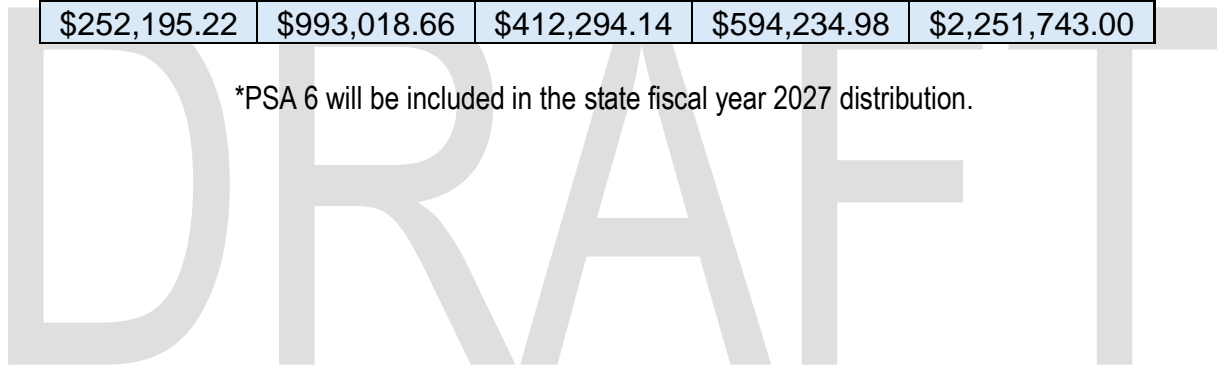 $252,195.22 $993,018.66 $412,294.14 $594,234.98 $2,251,743.00
*PSA 6 will be included in the state fiscal year 2027 distribution.
DRAFT